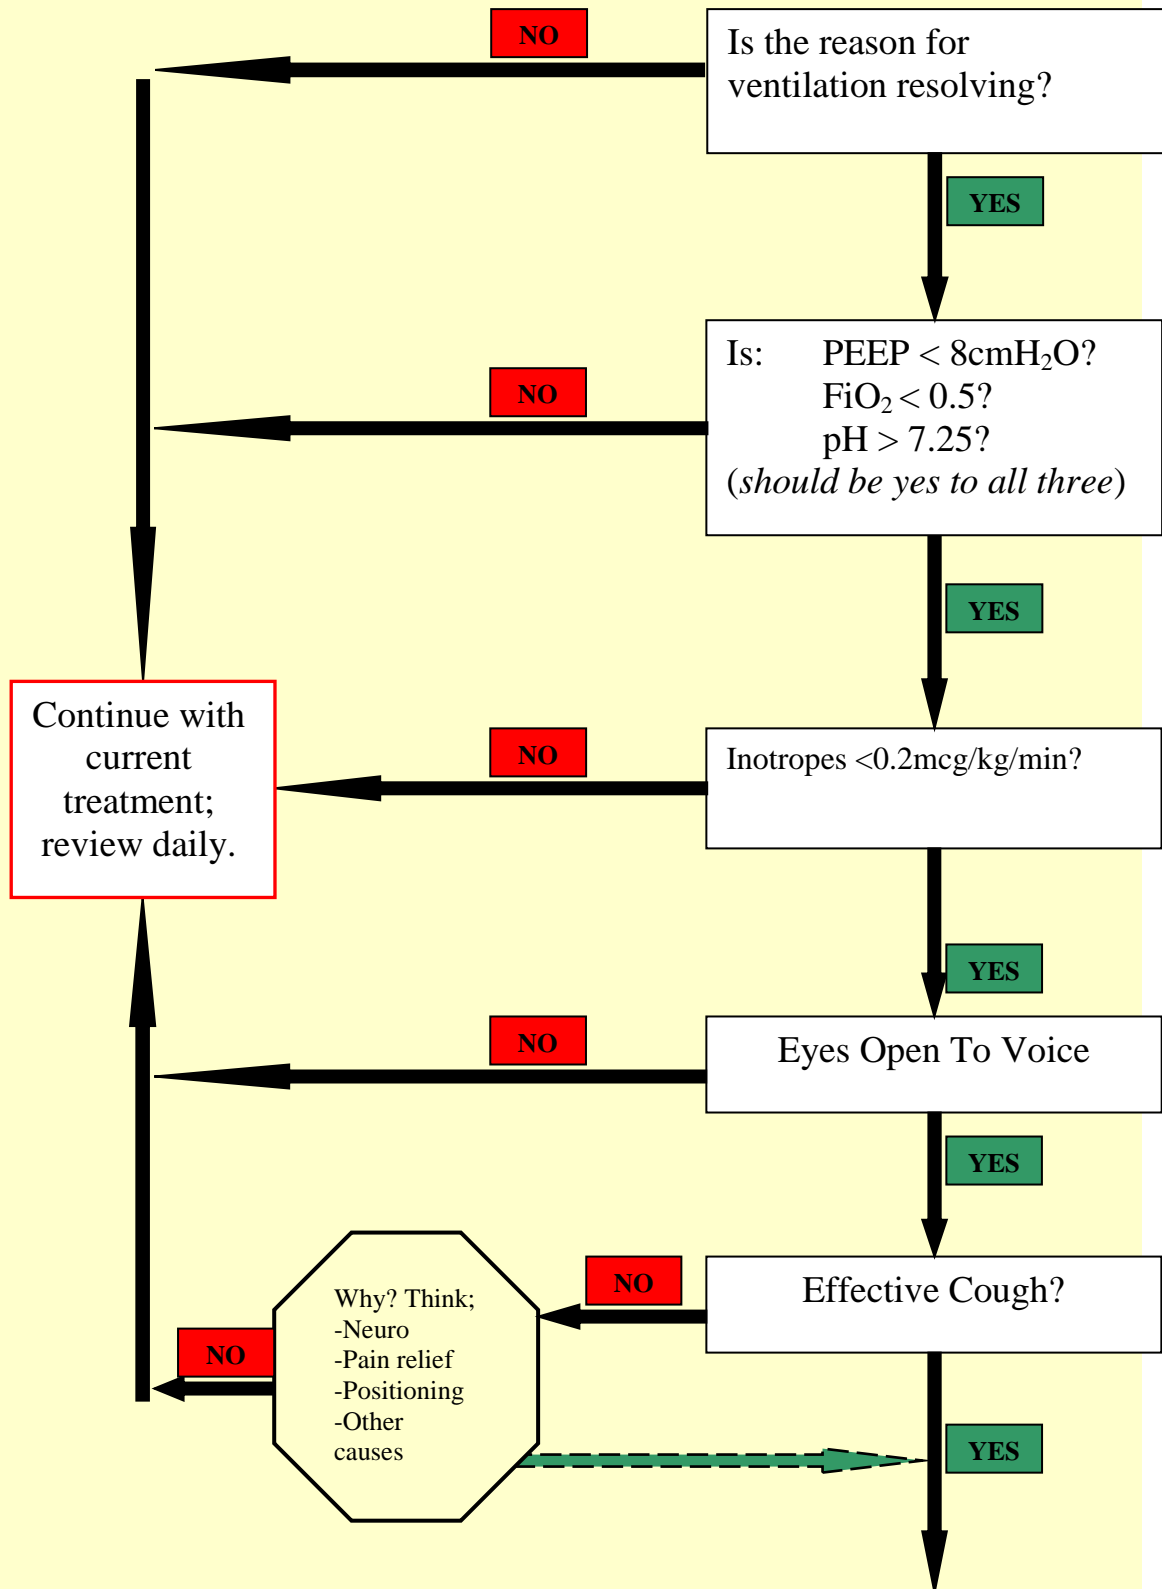 NO
Is the reason for
ventilation resolving?
YES
Is: PEEP < 8cmH₂O?
NO
FiO₂ < 0.5?
pH > 7.25?
(should be yes to all three)
YES
Continue with
current
treatment;
review daily.
NO
Inotropes <0.2mcg/kg/min?
YES
NO
Eyes Open To Voice
YES
NO
Effective Cough?
Why? Think;
-Neuro
-Pain relief
-Positioning
-Other
causes
NO
YES